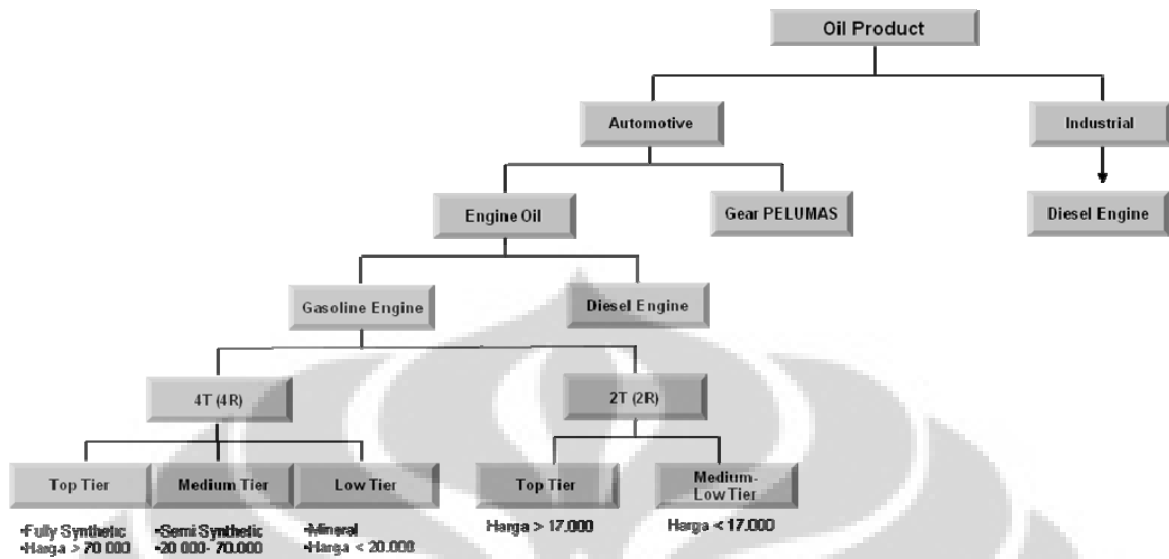 Oil Product
Automotive
Industrial
Engine Oil
Gear PELUMAS
Diesel Engine
Gasoline Engine
Diesel Engine
4T (4R)
2T (2R)
Top Tier
Medium Tier
Low Tier
Top Tier
Medium-
Low Tier
-Fully Synthetic
-Harga > 70 000
-Semi Synthetic
-20 000- 70.000
-Mineral
-Harga < 20.000
Harga > 17.000
Harga < 17.000